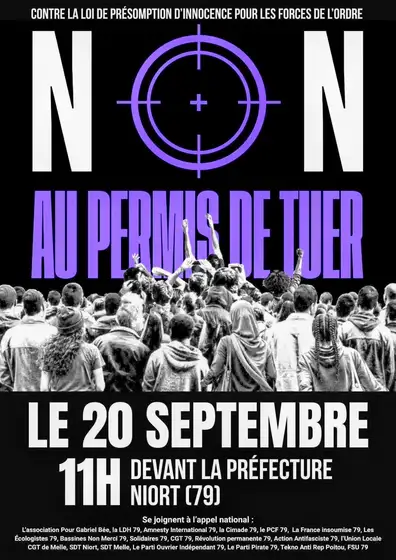 CONTRE LA LOI DE PRÉSOMPTION D'INNOCENCE POUR LES FORCES DE L'ORDRE
NON
AU PERMIS DE TUER
LE 20 SEPTEMBRE
11H DEVANT LA PRÉFECTURE
NIORT (79)
Se joignent à l'appel national :
L'association Pour Gabriel Bée, la LDH 79, Amnesty International 79, la Cimade 79, le PCF 79, La France insoumise 79, Les
Écologistes 79, Bassines Non Merci 79, Solidaires 79, CGT 79, Révolution permanente 79, Action Antifasciste 79, l'Union Locale
CGT de Melle, SDT Niort, SDT Melle, Le Parti Ouvrier Indépendant 79, Le Parti Pirate 79, Tekno Anti Rep Poitou, FSU 79